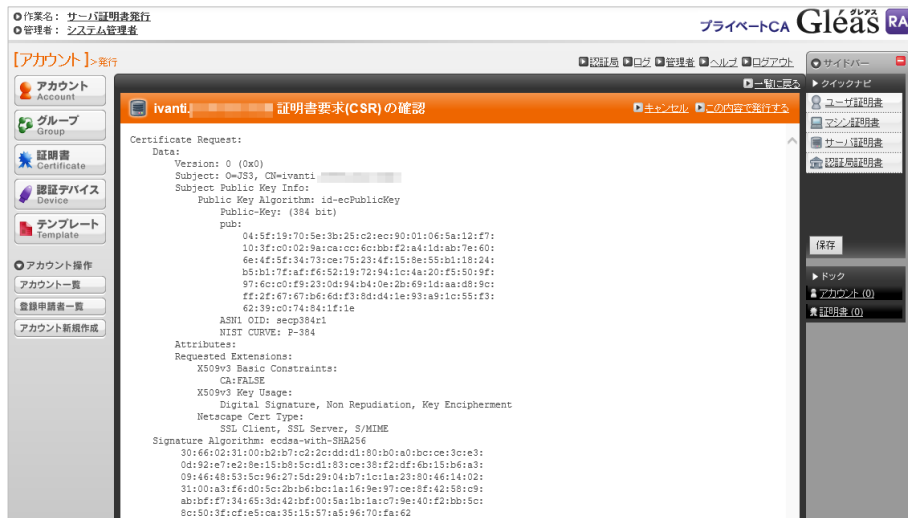 作業名： サーバ証明書発行
管理者： システム管理者
プライベートCA Gléas グレアス RA
[アカウント]>発行
認証局 ログ 管理者 ヘルプ ログアウト
サイドバー
アカウント
Account
グループ
Group
証明書
Certificate
認証デバイス
Device
テンプレート
Template
アカウント操作
アカウント一覧
登録申請者一覧
アカウント新規作成
一覧に戻る
ivanti. 証明書要求(CSR) の確認
キャンセル この内容で発行する
Certificate Request:
Data:
Version: 0 (0x0)
Subject: O=JS3, CN=ivanti
Subject Public Key Info:
Public Key Algorithm: id-ecPublicKey
Public-Key: (384 bit)
pub:
04:5f:19:70:5e:3b:25:c2:ec:90:01:06:5a:12:f7:
10:3f:c0:02:9a:ca:cc:6c:bb:f2:a4:1d:ab:7e:60:
6e:4f:5f:34:73:ce:75:23:4f:15:8e:55:b1:18:24:
b5:b1:7f:af:f6:52:19:72:94:1c:4a:20:f5:50:9f:
97:6c:c0:f9:23:0d:94:b4:0e:2b:69:1d:aa:d8:9c:
ff:2f:67:67:b6:6d:f3:8d:d4:1e:93:a9:1c:55:f3:
62:39:c0:74:84:1f:1e
ASN1 OID: secp384r1
NIST CURVE: P-384
Attributes:
Requested Extensions:
X509v3 Basic Constraints:
CA:FALSE
X509v3 Key Usage:
Digital Signature, Non Repudiation, Key Encipherment
Netscape Cert Type:
SSL Client, SSL Server, S/MIME
Signature Algorithm: ecdsa-with-SHA256
30:66:02:31:00:b2:b7:c2:2c:dd:d1:80:b0:a0:bc:ce:3c:e3:
0d:92:e7:e2:8e:15:b8:5c:d1:83:ce:38:f2:df:6b:15:b6:a3:
09:46:48:53:5c:96:27:5d:29:04:b7:1c:1a:23:80:46:14:02:
31:00:a3:f6:d0:5c:2b:b6:bc:1a:16:9e:97:ce:8f:42:58:c9:
ab:bf:f7:34:65:3d:42:bf:00:5a:1b:1a:c7:9e:40:f2:bb:5c:
8c:50:3f:cf:e5:ca:35:15:57:a5:96:70:fa:62
クイックナビ
ユーザ証明書
マシン証明書
サーバ証明書
認証局証明書
保存
ドック
アカウント (0)
証明書 (0)